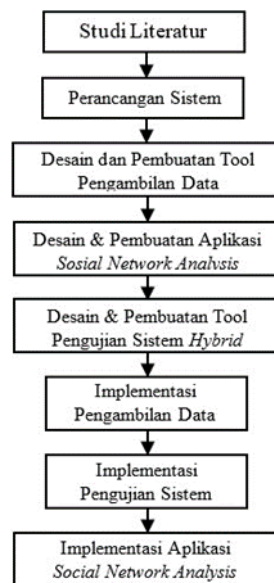 Studi Literatur
Perancangan Sistem
Desain dan Pembuatan Tool
Pengambilan Data
Desain & Pembuatan Aplikasi
Sosial Network Analysis
Desain & Pembuatan Tool
Pengujian Sistem Hybrid
Implementasi
Pengambilan Data
Implementasi
Pengujian Sistem
Implementasi Aplikasi
Social Network Analysis